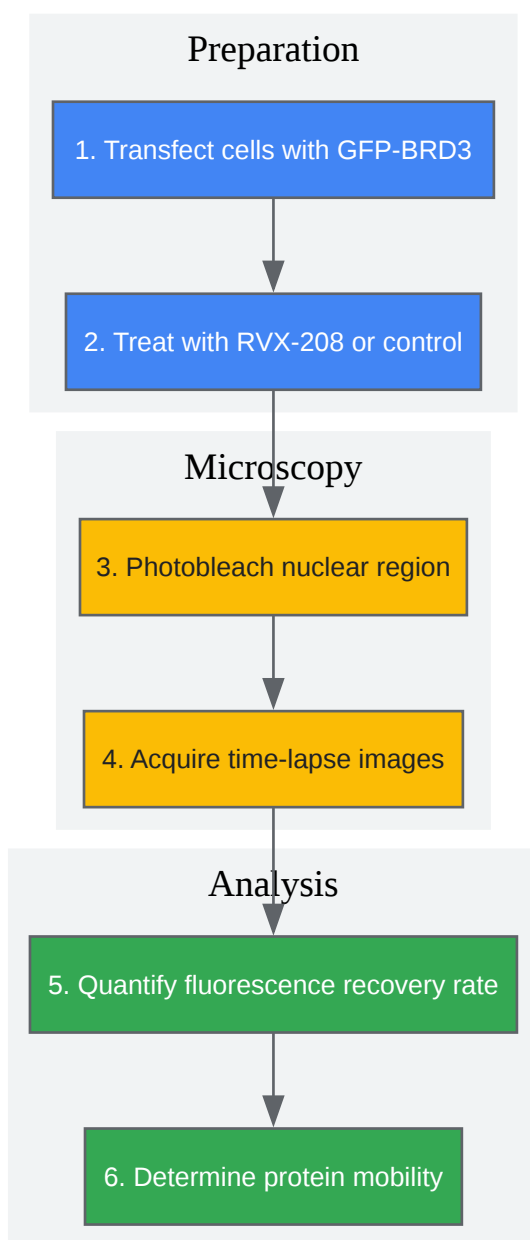 Preparation
1. Transfect cells with GFP-BRD3
2. Treat with RVX-208 or control
Microscopy
3. Photobleach nuclear region
4. Acquire time-lapse images
Analysis
5. Quantify fluorescence recovery rate
6. Determine protein mobility